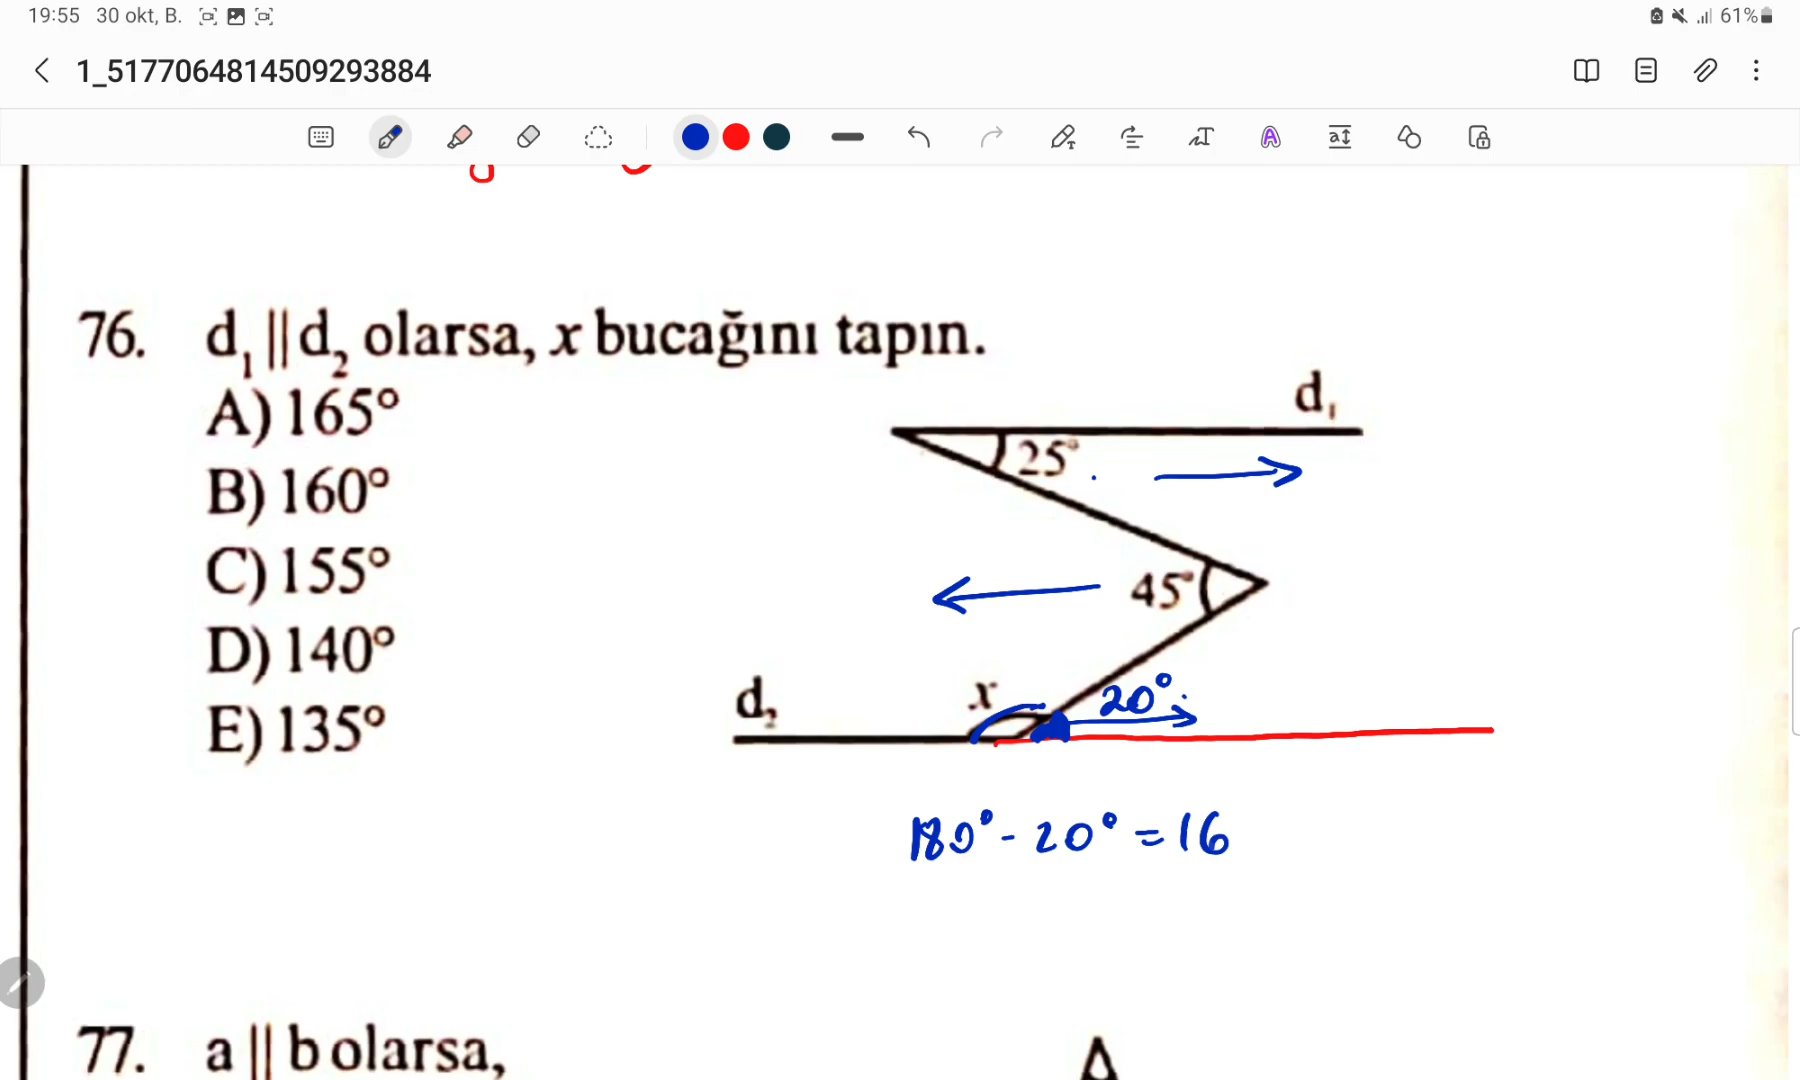 19:55 30 okt, B.
61%
1_5177064814509293884
76. d₁ || d₂ olarsa, x bucağını tapın.
A) 165°
B) 160°
C) 155°
D) 140°
E) 135°
d₁
25°
45°
d₂
x
20°
180° - 20° = 16
77. a || b olarsa,